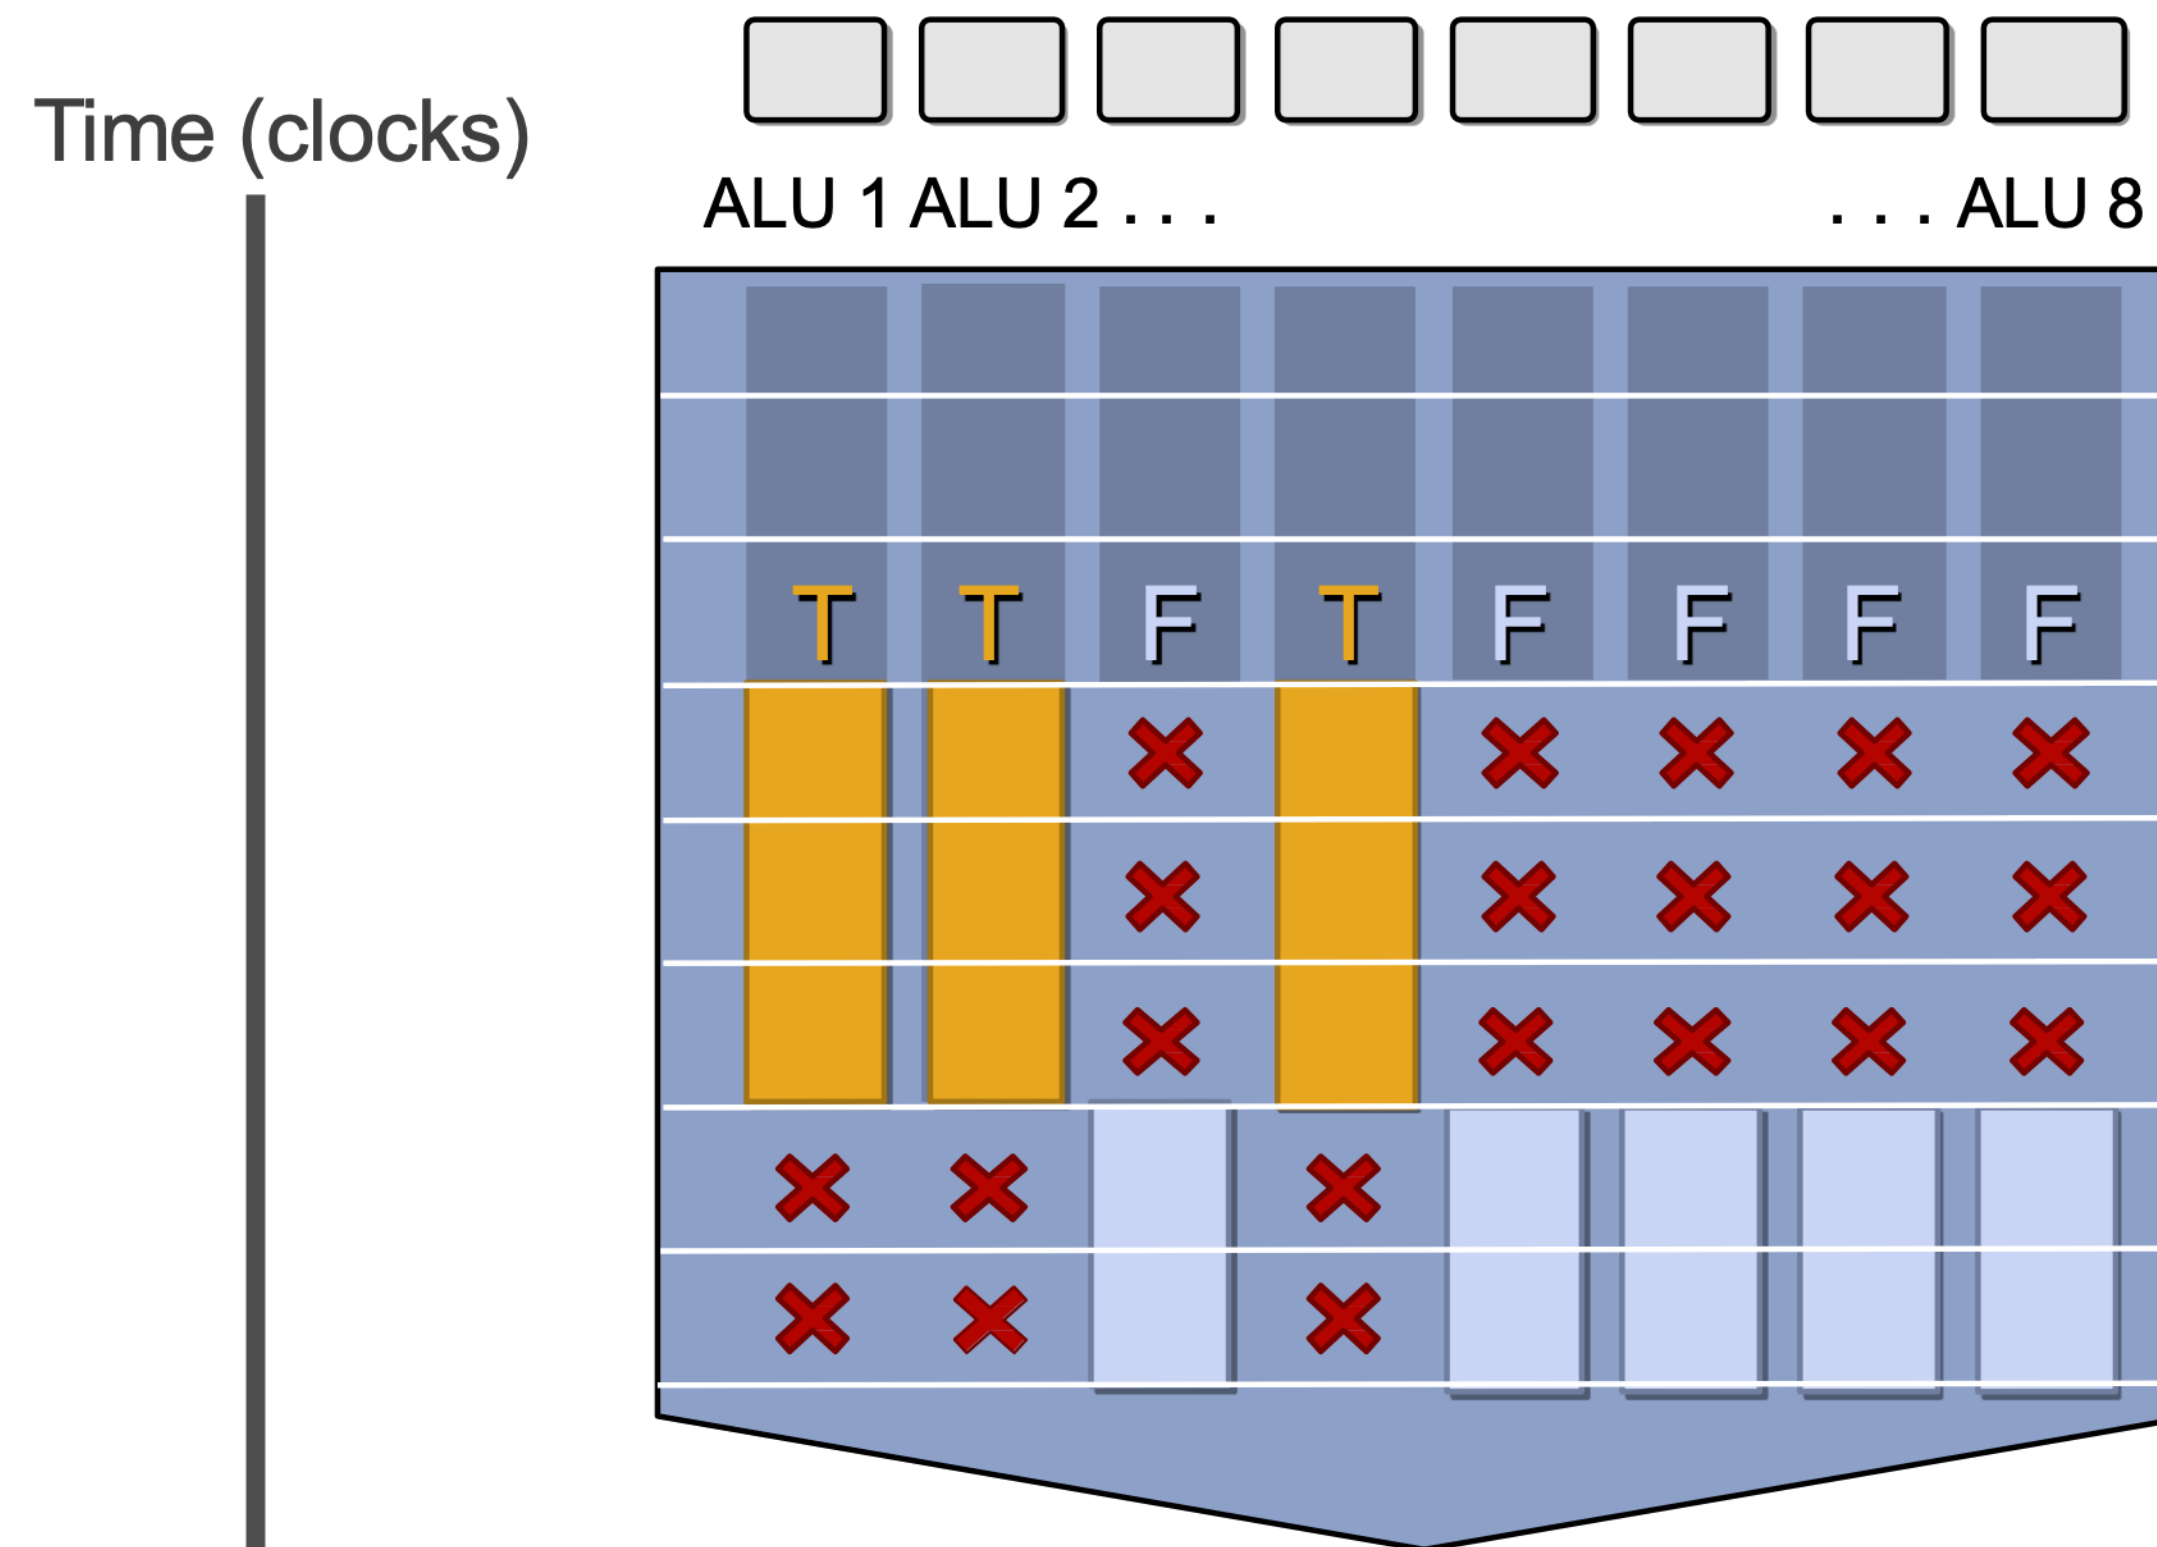 Time (clocks)
ALU 1 ALU 2 . . . . . . ALU 8
T T F T F F F F